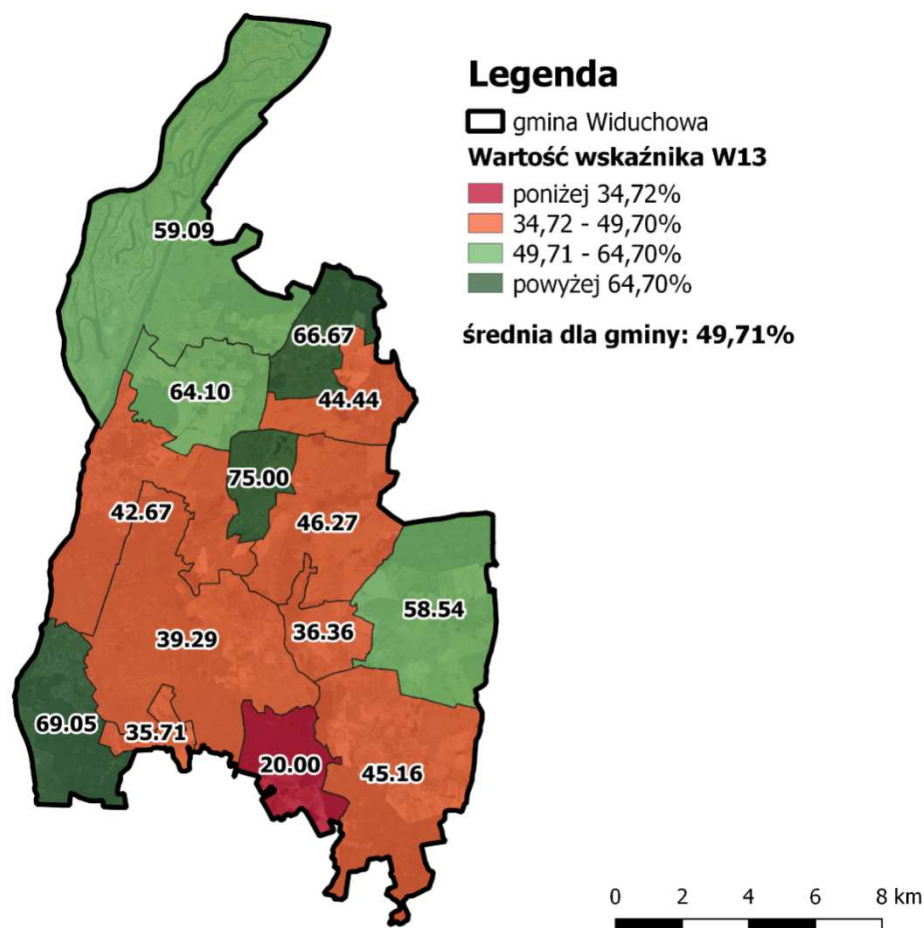 Legenda
gmina Widuchowa
Wartość wskaźnika W13
poniżej 34,72%
34,72 - 49,70%
49,71 - 64,70%
powyżej 64,70%
średnia dla gminy: 49,71%
59.09
66.67
64.10
44.44
75.00
42.67
46.27
58.54
39.29
36.36
69.05
35.71
20.00
45.16
0 2 4 6 8 km